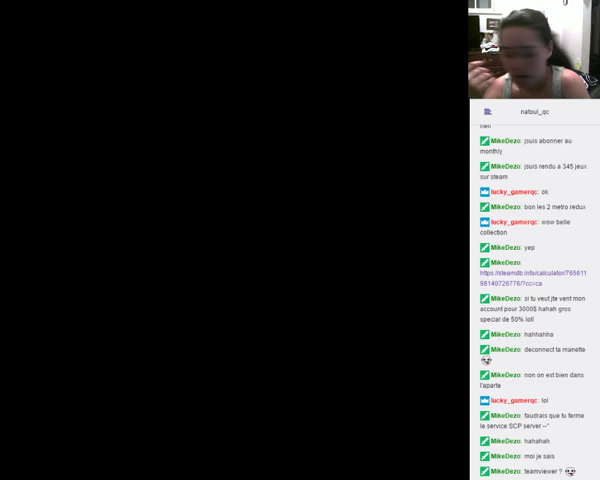 natoul_qc
MikeDezo: jsuis abonner au
monthly
MikeDezo: jsuis rendu a 345 jeux
sur steam
lucky_gamerqc: ok
MikeDezo: bon les 2 metro redux
lucky_gamerqc: wow belle
collection
MikeDezo: yep
MikeDezo:
https://steamdb.info/calculator/765611
98140726776/?cc=ca
MikeDezo: si tu veut jte vent mon
account pour 3000$ hahah gros
special de 50% loll
MikeDezo: hahhahha
MikeDezo: deconnect ta manette
MikeDezo: non on est bien dans
l'aparte
lucky_gamerqc: lol
MikeDezo: faudrais que tu ferme
le service SCP server --"
MikeDezo: hahahah
MikeDezo: moi je sais
MikeDezo: teamviewer ?